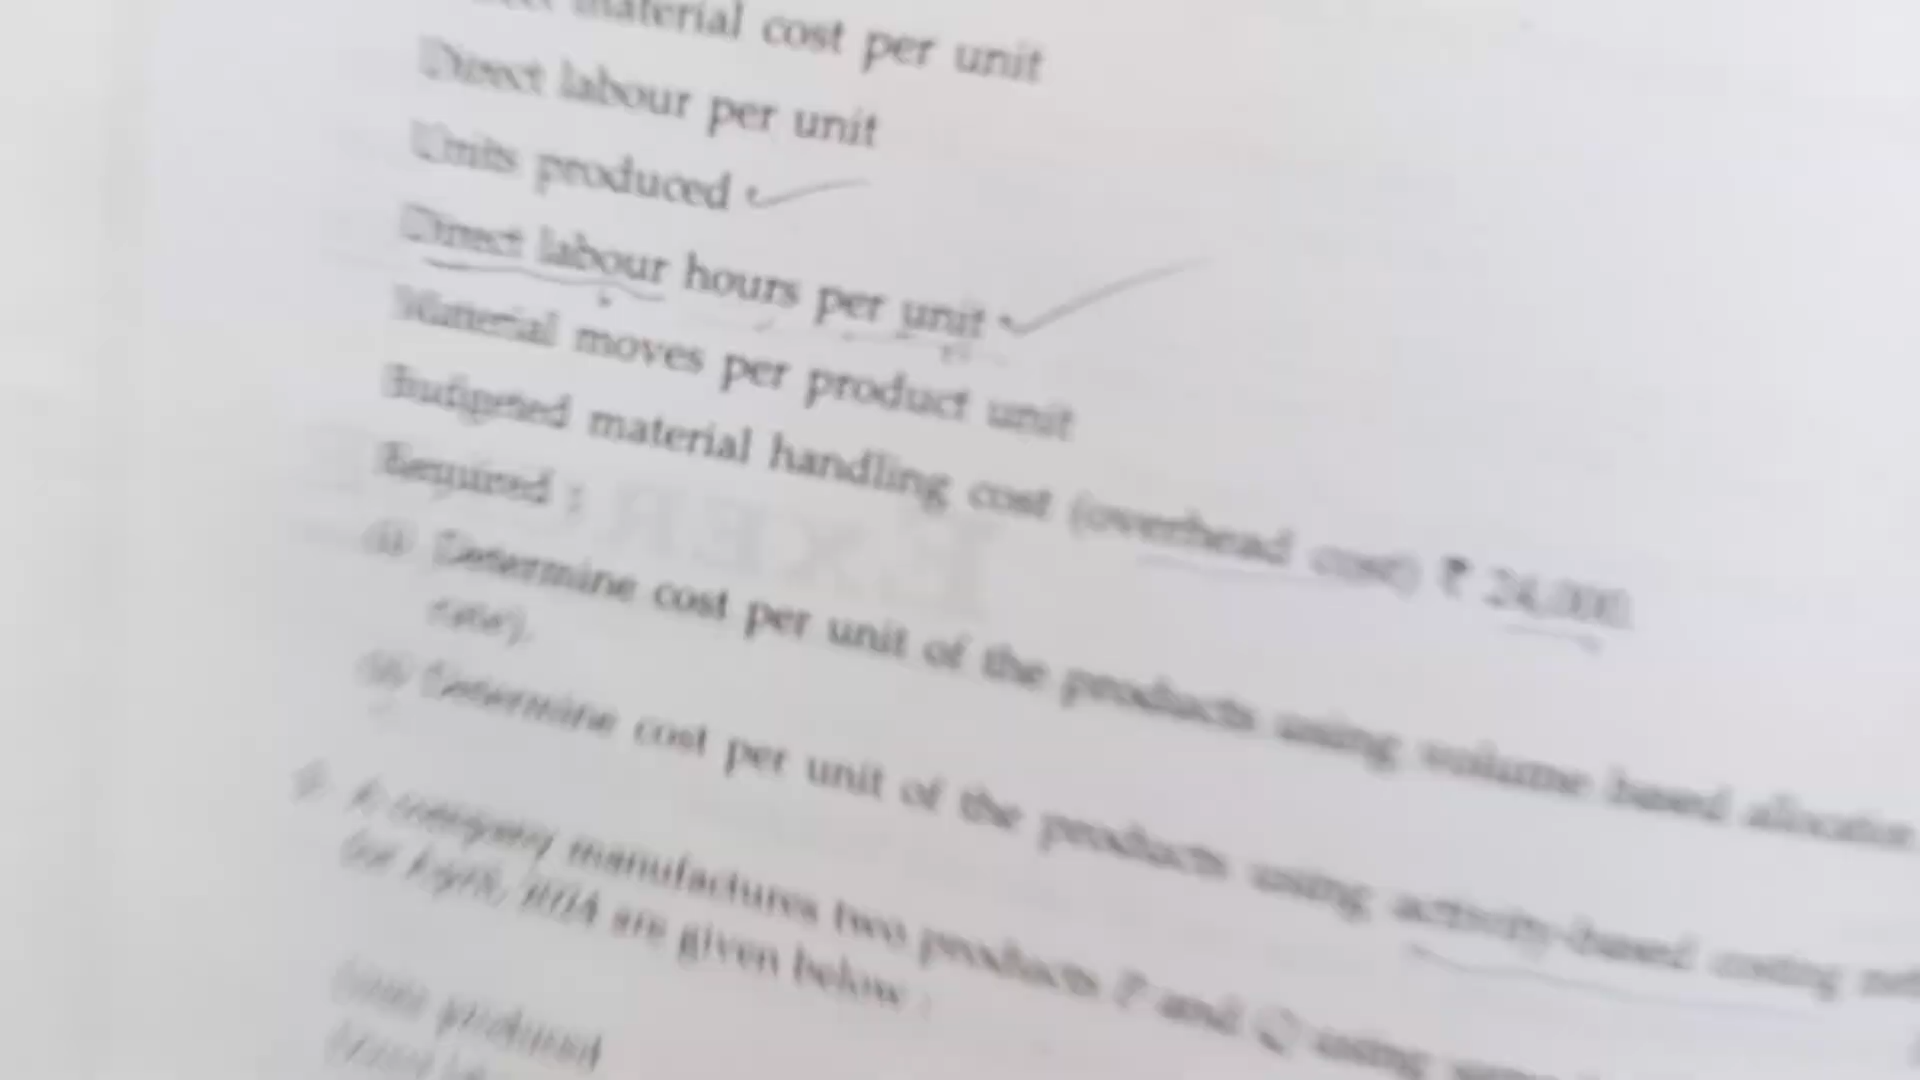 material cost per unit
Direct labour per unit
Units produced
Direct labour hours per unit
Material moves per product unit
Budgeted material handling cost (overhead cost) ₹ 24,000
Required :
(i) Determine cost per unit of the products using volume based allocation
rate).
(ii) Determine cost per unit of the products using activity-based costing
A company manufactures two products P and Q using
for April, are given below :
Units produced